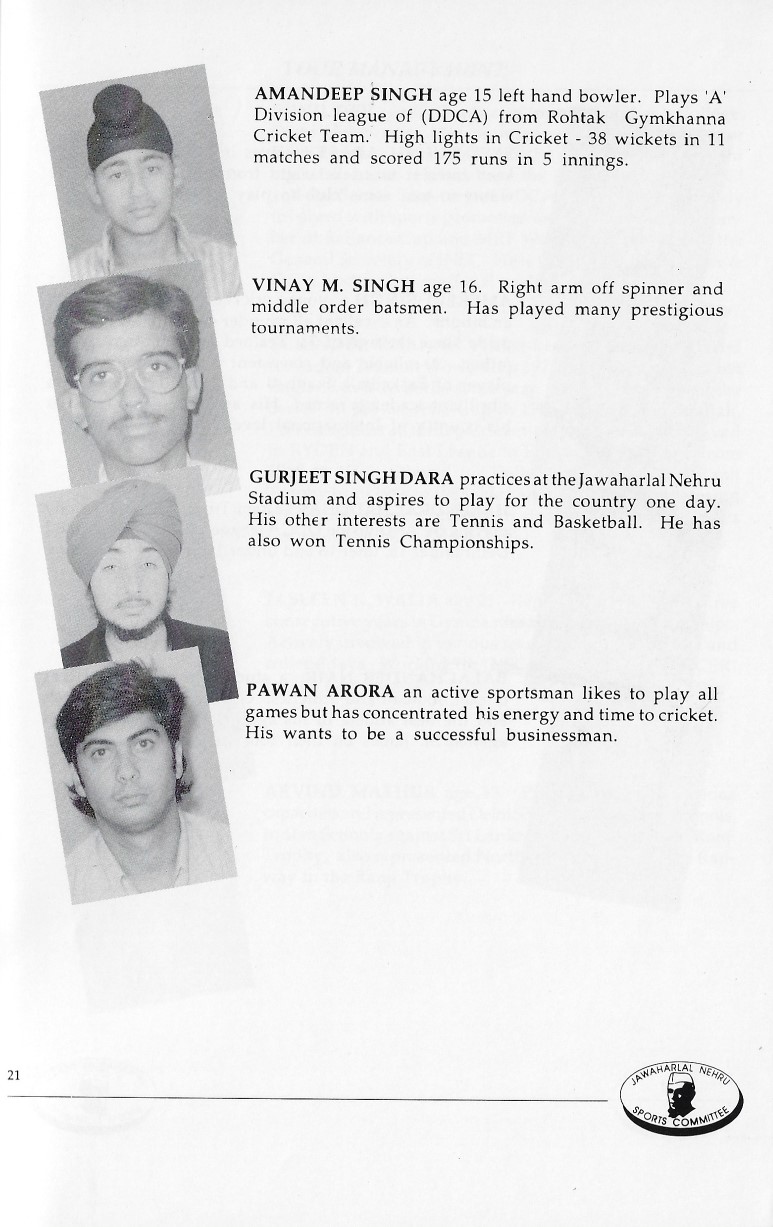 AMANDEEP SINGH age 15 left hand bowler. Plays 'A'
Division league of (DDCA) from Rohtak Gymkhanna
Cricket Team. High lights in Cricket - 38 wickets in 11
matches and scored 175 runs in 5 innings.
VINAY M. SINGH age 16. Right arm off spinner and
middle order batsmen. Has played many prestigious
tournaments.
GURJEET SINGH DARA practices at the Jawaharlal Nehru
Stadium and aspires to play for the country one day.
His other interests are Tennis and Basketball. He has
also won Tennis Championships.
PAWAN ARORA an active sportsman likes to play all
games but has concentrated his energy and time to cricket.
His wants to be a successful businessman.
21
JAWAHARLAL NEHRU
SPORTS COMMITTEE